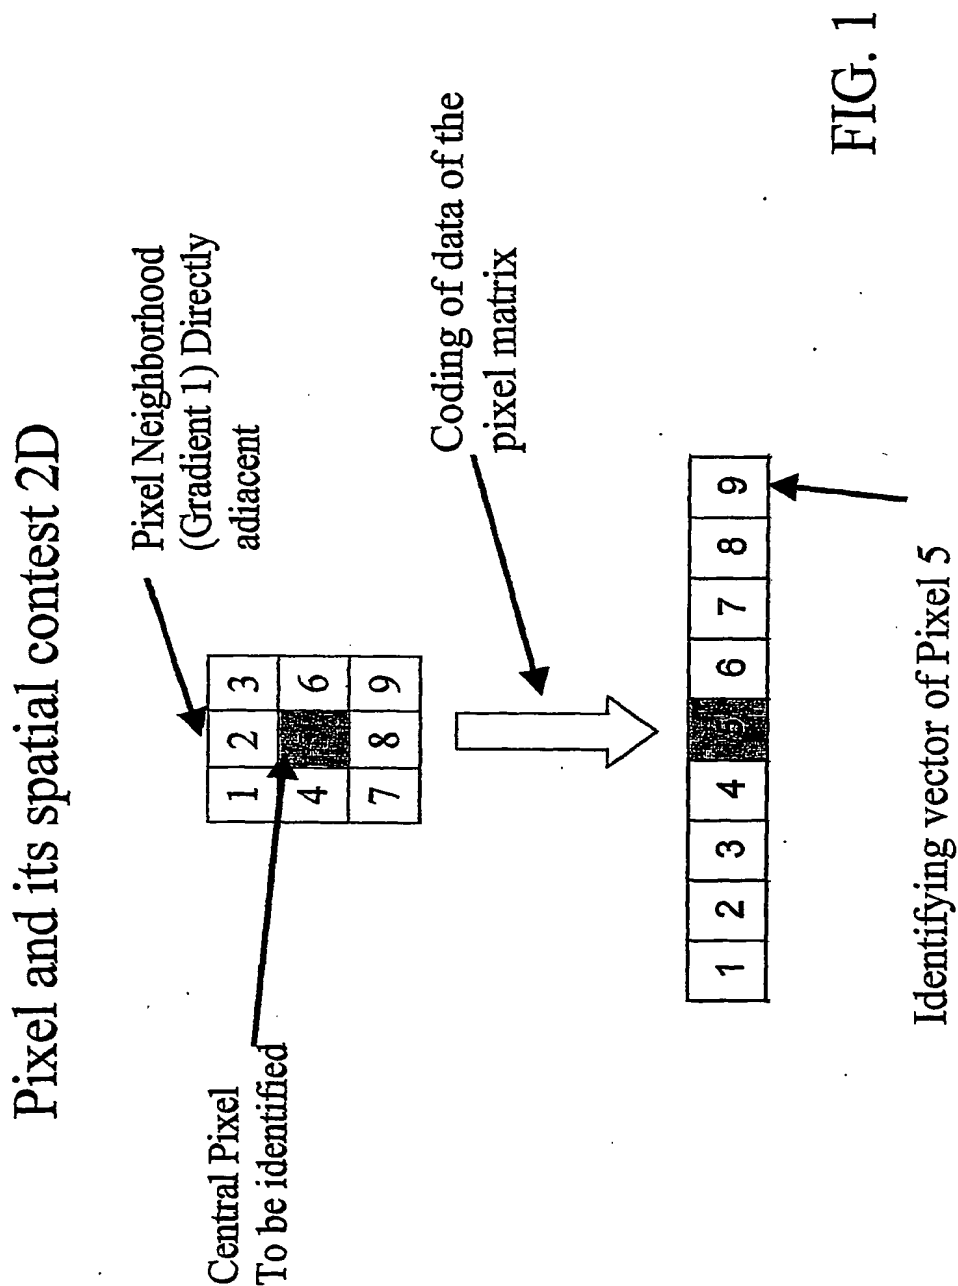 Pixel and its spatial contest 2D
Pixel Neighborhood
(Gradient 1) Directly
adiacent
Central Pixel
To be identified
1 2 3
4 6
7 8 9
Coding of data of the
pixel matrix
1 2 3 4 5 6 7 8 9
Identifying vector of Pixel 5
FIG. 1